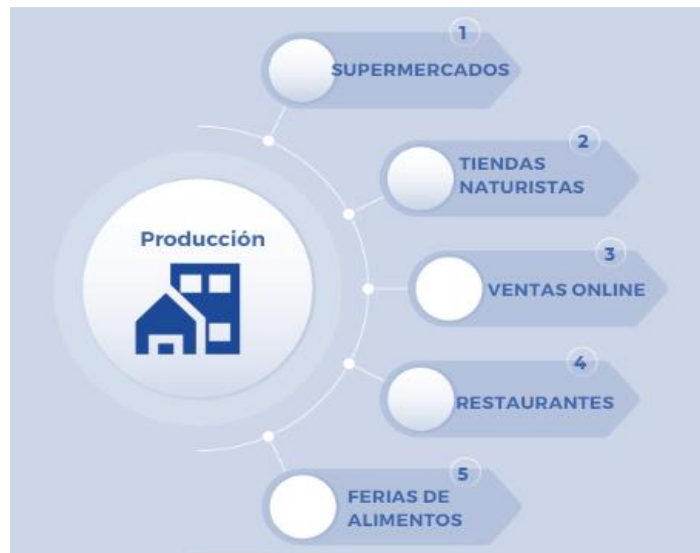 1
SUPERMERCADOS
2
TIENDAS
NATURISTAS
Producción
3
VENTAS ONLINE
4
RESTAURANTES
5
FERIAS DE
ALIMENTOS